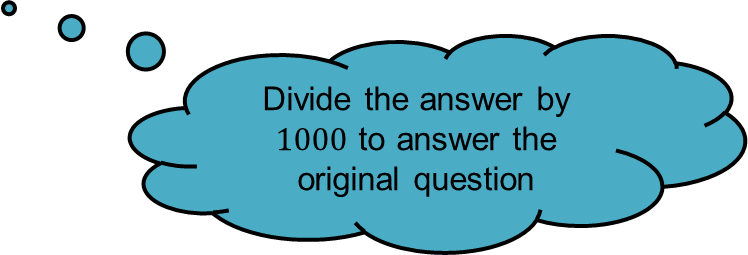 Divide the answer by
1000 to answer the
original question